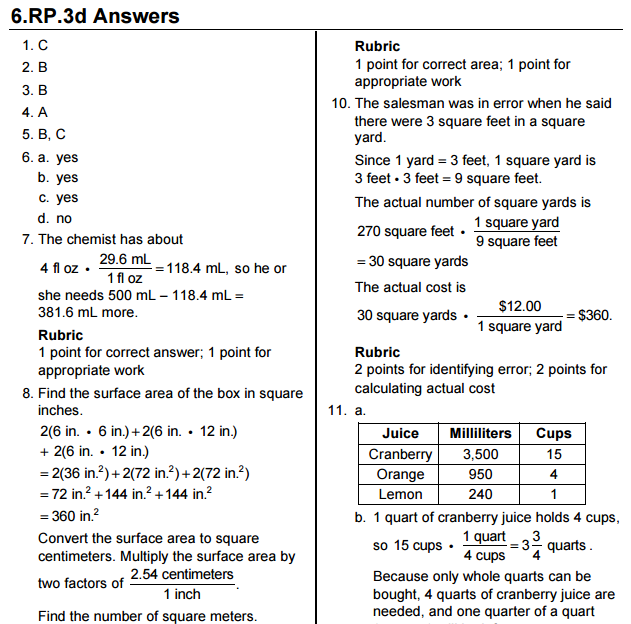 6.RP.3d Answers
1. C
2. B
3. B
4. A
5. B, C
6. a. yes
b. yes
c. yes
d. no
7. The chemist has about
4 fl oz • 29.6 mL / 1 fl oz = 118.4 mL, so he or
she needs 500 mL – 118.4 mL =
381.6 mL more.
Rubric
1 point for correct answer; 1 point for
appropriate work
8. Find the surface area of the box in square
inches.
2(6 in. • 6 in.) + 2(6 in. • 12 in.)
+ 2(6 in. • 12 in.)
= 2(36 in.²) + 2(72 in.²) + 2(72 in.²)
= 72 in.² + 144 in.² + 144 in.²
= 360 in.²
Convert the surface area to square
centimeters. Multiply the surface area by
two factors of 2.54 centimeters / 1 inch.
Find the number of square meters.
Rubric
1 point for correct area; 1 point for
appropriate work
10. The salesman was in error when he said
there were 3 square feet in a square
yard.
Since 1 yard = 3 feet, 1 square yard is
3 feet • 3 feet = 9 square feet.
The actual number of square yards is
270 square feet • 1 square yard / 9 square feet
= 30 square yards
The actual cost is
30 square yards • $12.00 / 1 square yard = $360.
Rubric
2 points for identifying error; 2 points for
calculating actual cost
11. a.
Juice Milliliters Cups
Cranberry 3,500 15
Orange 950 4
Lemon 240 1
b. 1 quart of cranberry juice holds 4 cups,
so 15 cups • 1 quart / 4 cups = 3 3/4 quarts.
Because only whole quarts can be
bought, 4 quarts of cranberry juice are
needed, and one quarter of a quart